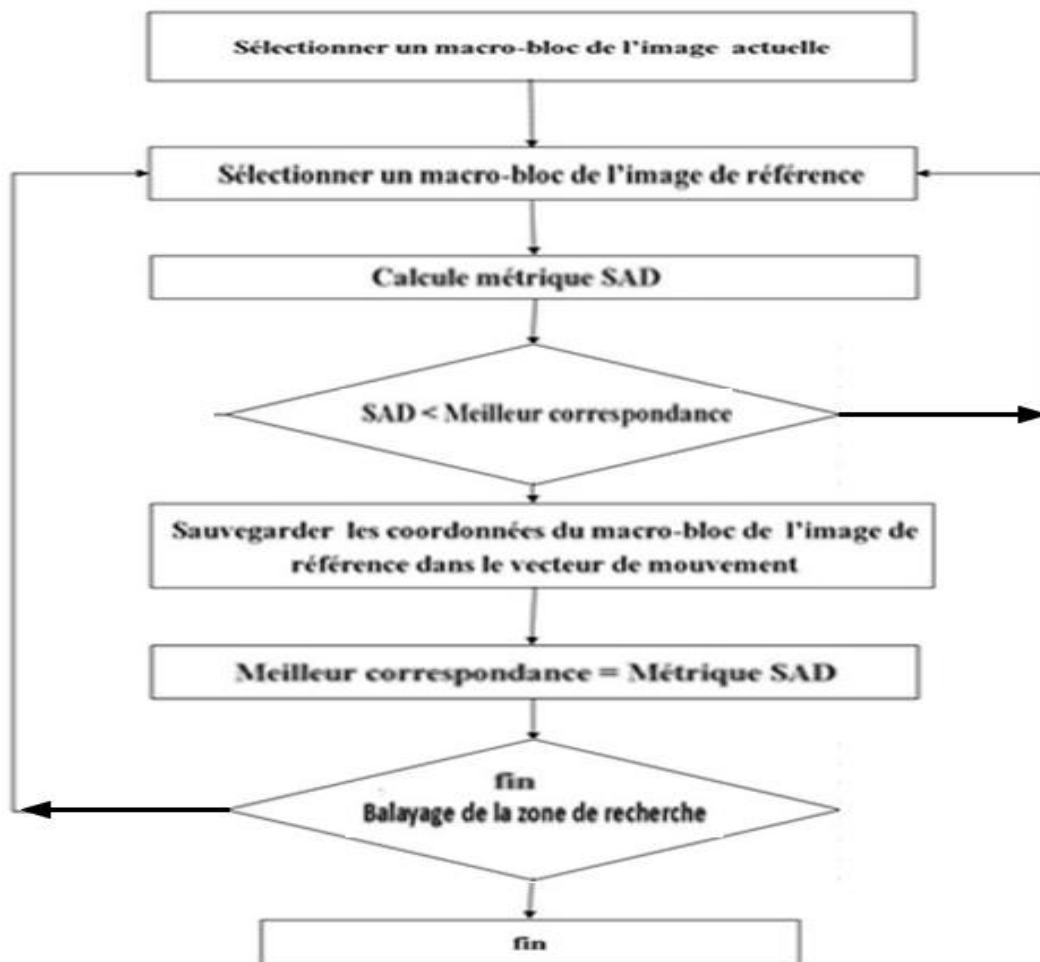 Sélectionner un macro-bloc de l'image actuelle
Sélectionner un macro-bloc de l'image de référence
Calcule métrique SAD
SAD < Meilleur correspondance
Sauvegarder les coordonnées du macro-bloc de l'image de
référence dans le vecteur de mouvement
Meilleur correspondance = Métrique SAD
fin
Balayage de la zone de recherche
fin